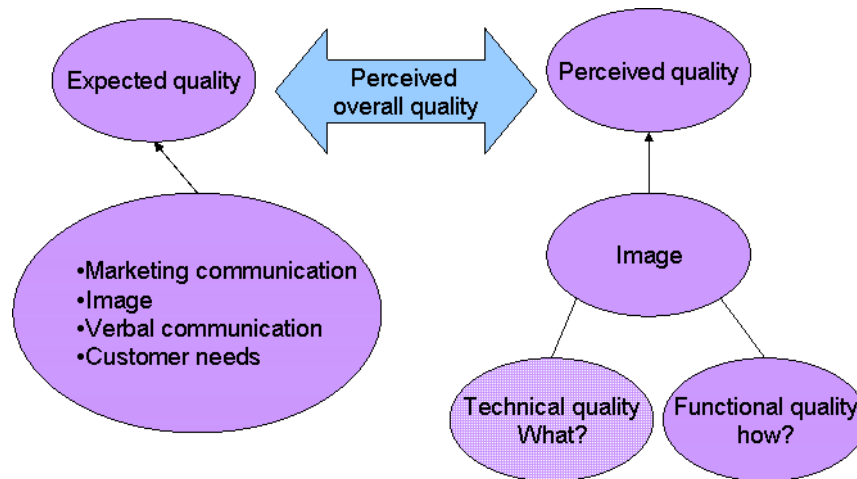 Expected quality
Perceived
overall quality
Perceived quality
•Marketing communication
•Image
•Verbal communication
•Customer needs
Image
Technical quality
What?
Functional quality
how?